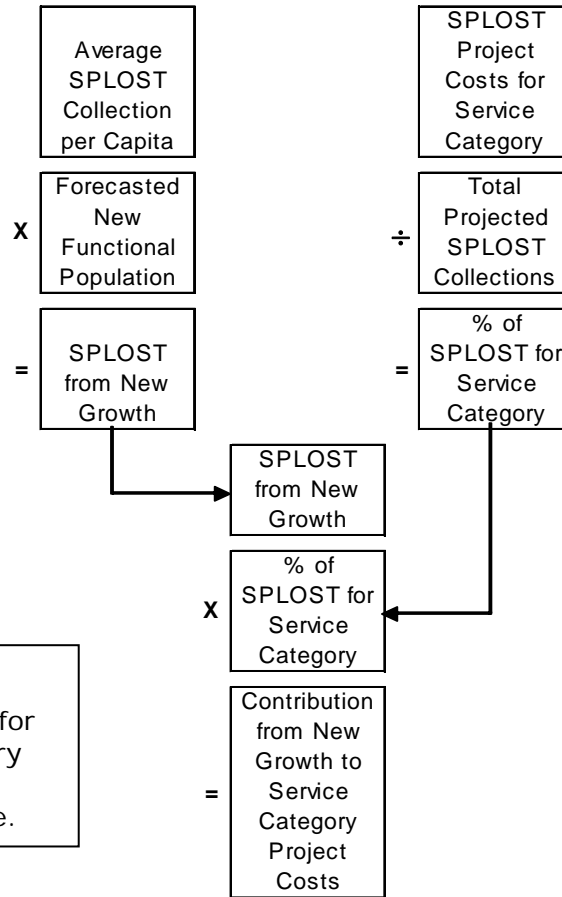 Average
SPLOST
Collection
per Capita
X
Forecasted
New
Functional
Population
=
SPLOST
from New
Growth
SPLOST
Project
Costs for
Service
Category
÷
Total
Projected
SPLOST
Collections
=
% of
SPLOST for
Service
Category
SPLOST
from New
Growth
X
% of
SPLOST for
Service
Category
=
Contribution
from New
Growth to
Service
Category
Project
Costs
for
ry
e.